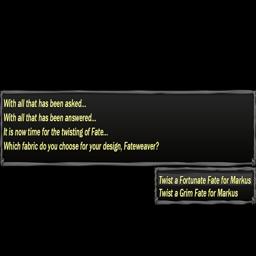 With all that has been asked...
With all that has been answered...
It is now time for the twisting of Fate...
Which fabric do you choose for your design, Fateweaver?
Twist a Fortunate Fate for Markus
Twist a Grim Fate for Markus